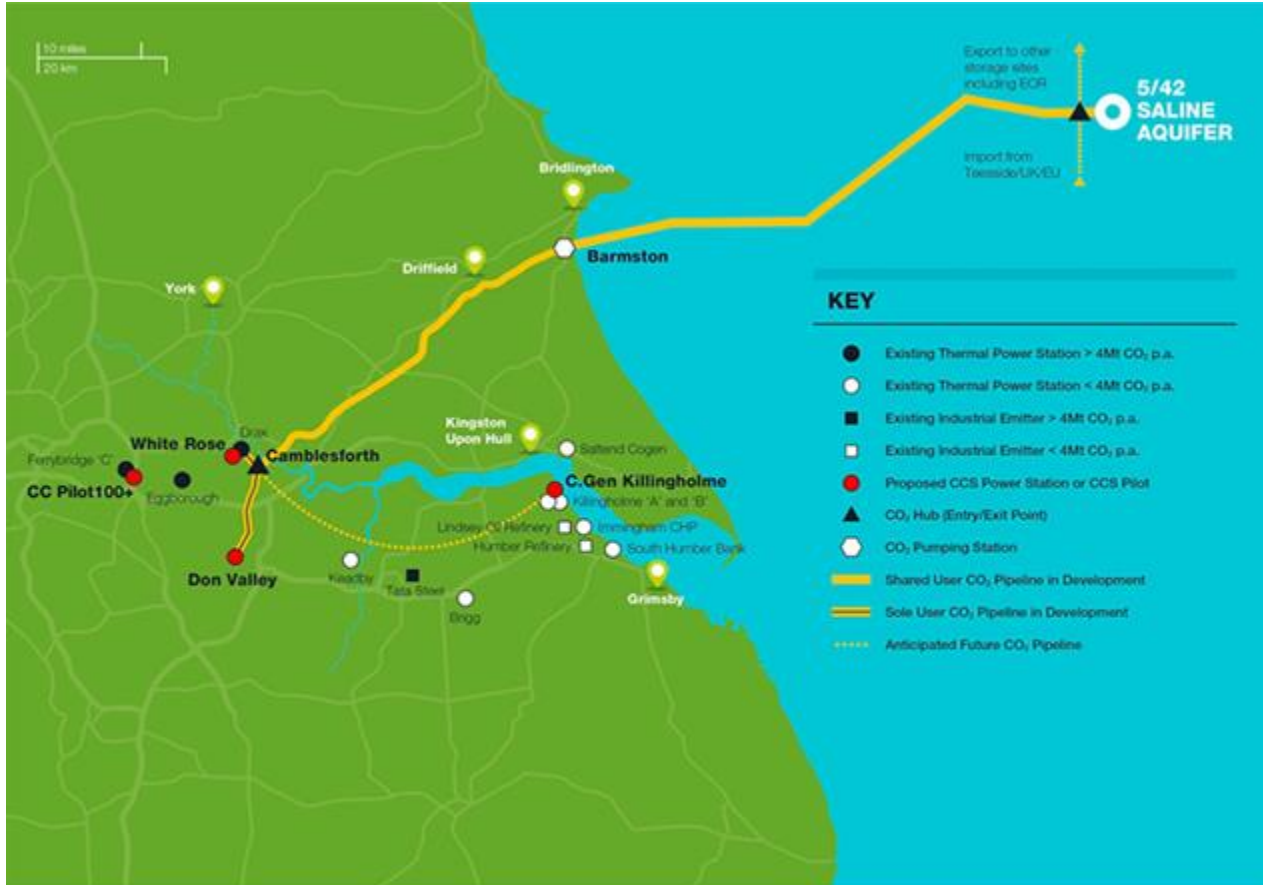 10 miles
20 km
Export to other
storage sites
including EOR
5/42
SALINE
AQUIFER
Import from
Teesside/UK/EU
Bridlington
Barmston
Driffield
York
Kingston
Upon Hull
Saltend Cogen
White Rose
Drax
Camblesforth
Ferrybridge 'C'
CC Pilot100+
Eggborough
C.Gen Killingholme
Killingholme 'A' and 'B'
Lindsey Oil Refinery
Immingham CHP
Humber Refinery
South Humber Bank
Don Valley
Keadby
Tata Steel
Brigg
Grimsby
KEY
Existing Thermal Power Station > 4Mt CO₂ p.a.
Existing Thermal Power Station < 4Mt CO₂ p.a.
Existing Industrial Emitter > 4Mt CO₂ p.a.
Existing Industrial Emitter < 4Mt CO₂ p.a.
Proposed CCS Power Station or CCS Pilot
CO₂ Hub (Entry/Exit Point)
CO₂ Pumping Station
Shared User CO₂ Pipeline in Development
Sole User CO₂ Pipeline in Development
Anticipated Future CO₂ Pipeline